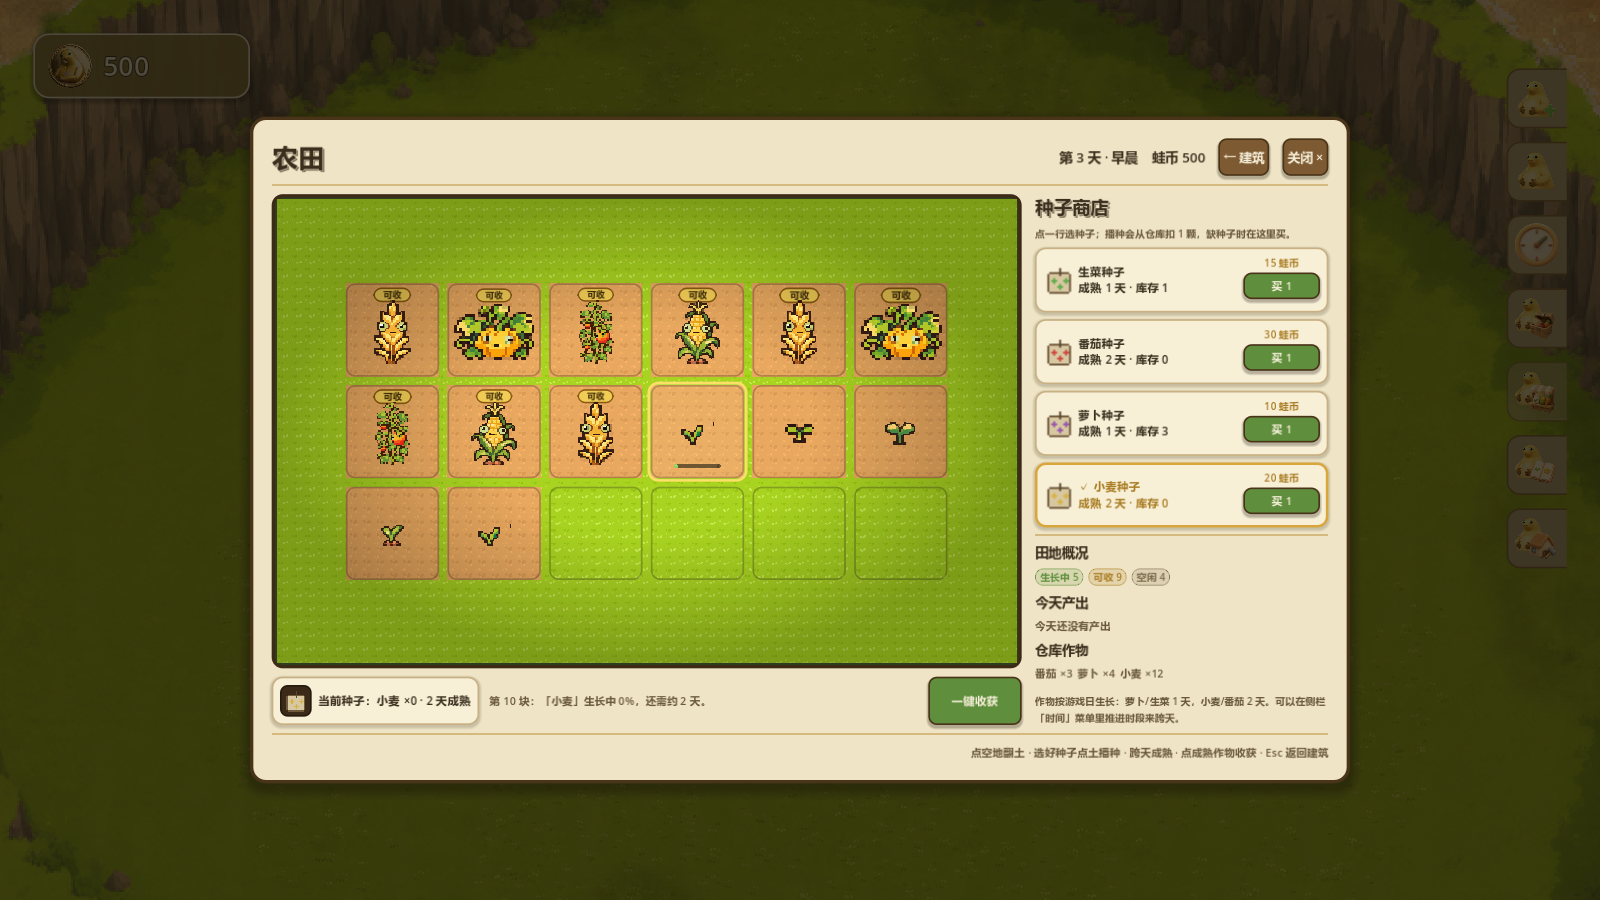 500
农田
第 3 天 · 早晨 蛙币 500
← 建筑
关闭 ×
可收
可收
可收
可收
可收
可收
可收
可收
可收
种子商店
点一行选种子；播种会从仓库扣 1 颗，缺种子时在这里买。
生菜种子
成熟 1 天 · 库存 1
15 蛙币
买 1
番茄种子
成熟 2 天 · 库存 0
30 蛙币
买 1
萝卜种子
成熟 1 天 · 库存 3
10 蛙币
买 1
✓ 小麦种子
成熟 2 天 · 库存 0
20 蛙币
买 1
田地概况
生长中 5
可收 9
空闲 4
今天产出
今天还没有产出
仓库作物
番茄 ×3 萝卜 ×4 小麦 ×12
作物按游戏日生长：萝卜/生菜 1 天，小麦/番茄 2 天。可以在侧栏
「时间」菜单里推进时段来跨天。
当前种子：小麦 ×0 · 2 天成熟
第 10 块：「小麦」生长中 0%，还需约 2 天。
一键收获
点空地翻土 · 选好种子点土播种 · 跨天成熟 · 点成熟作物收获 · Esc 返回建筑